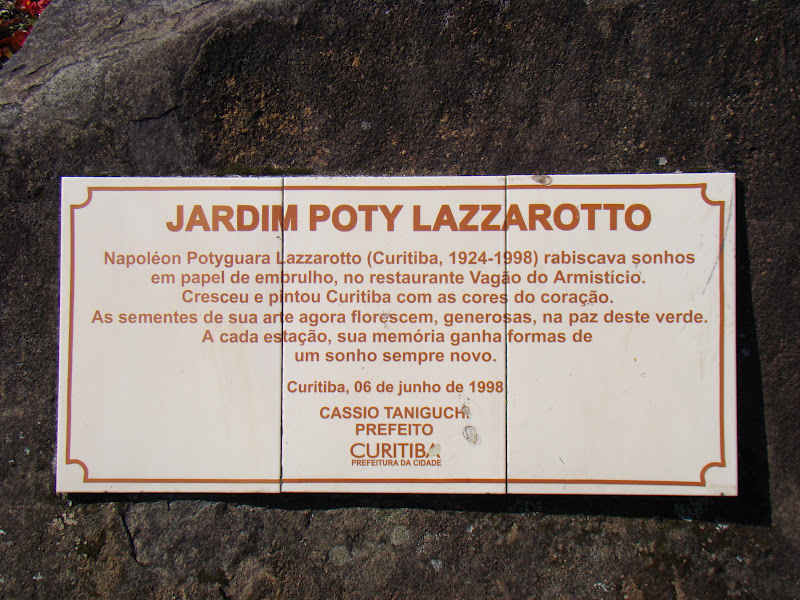 JARDIM POTY LAZZAROTTO
Napoléon Potyguara Lazzarotto (Curitiba, 1924-1998) rabiscava sonhos
em papel de embrulho, no restaurante Vagão do Armistício.
Cresceu e pintou Curitiba com as cores do coração.
As sementes de sua arte agora florescem, generosas, na paz deste verde.
A cada estação, sua memória ganha formas de
um sonho sempre novo.
Curitiba, 06 de junho de 1998
CASSIO TANIGUCHI
PREFEITO
CURITIBA
PREFEITURA DA CIDADE